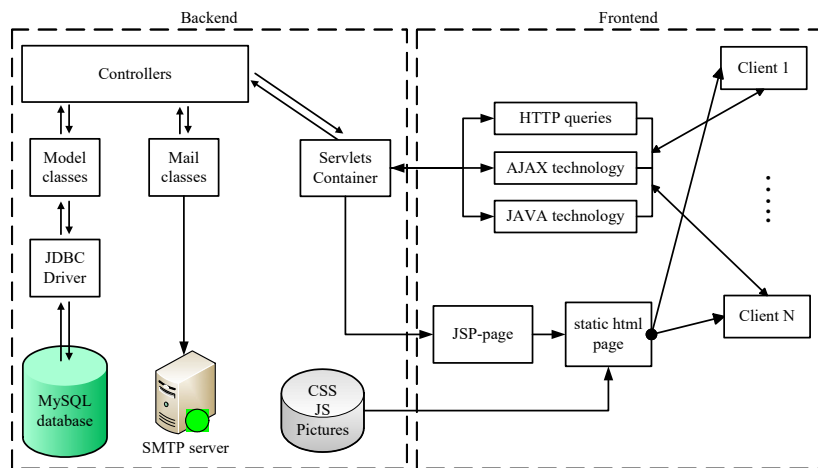 Backend
Frontend
Controllers
Client 1
HTTP queries
Model
classes
Mail
classes
Servlets
Container
AJAX technology
JAVA technology
JDBC
Driver
JSP-page
static html
page
Client N
MySQL
database
SMTP server
CSS
JS
Pictures